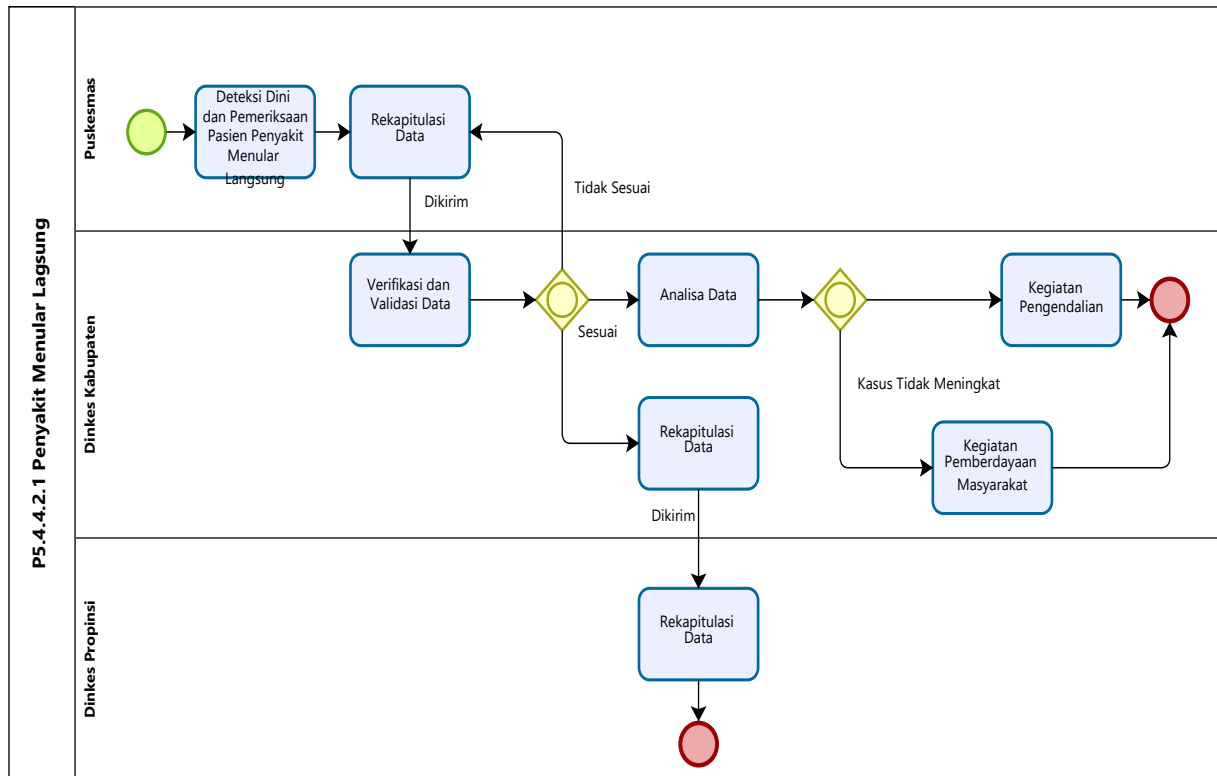 P5.4.4.2.1 Penyakit Menular Lagsung
Puskesmas
Deteksi Dini
dan Pemeriksaan
Pasien Penyakit
Menular
Langsung
Rekapitulasi
Data
Tidak Sesuai
Dikirim
Dinkes Kabupaten
Verifikasi dan
Validasi Data
Sesuai
Analisa Data
Kegiatan
Pengendalian
Kasus Tidak Meningkat
Rekapitulasi
Data
Kegiatan
Pemberdayaan
Masyarakat
Dikirim
Dinkes Propinsi
Rekapitulasi
Data